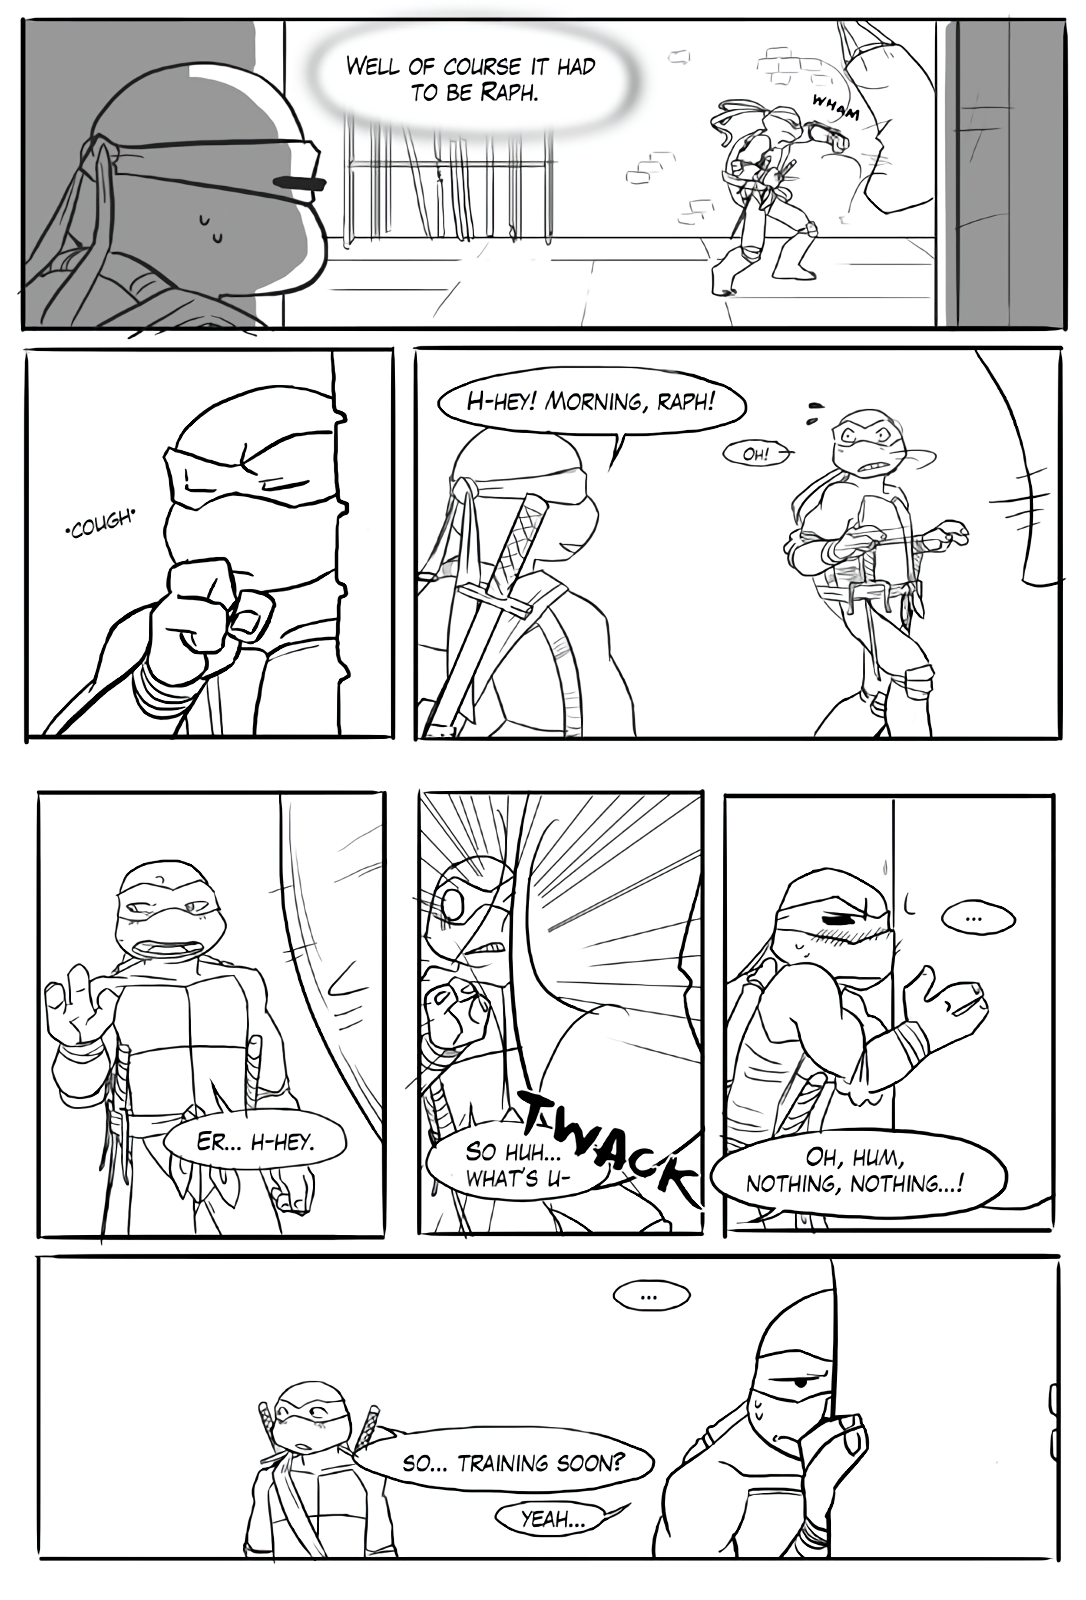 WELL OF COURSE IT HAD
TO BE RAPH.
WHAM
*COUGH*
H-HEY! MORNING, RAPH!
OH!
ER... H-HEY.
SO HUH...
WHAT'S U-
TWACK
...
OH, HUM,
NOTHING, NOTHING...!
...
SO... TRAINING SOON?
YEAH...